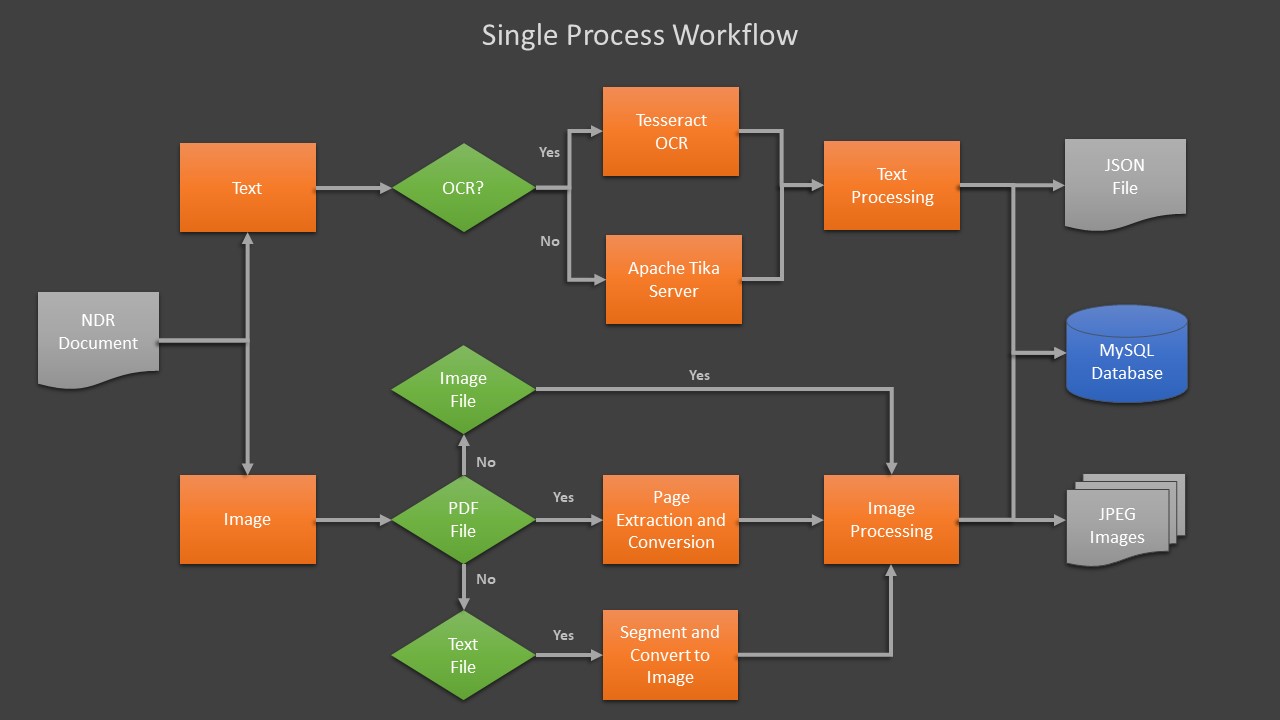 Single Process Workflow
Tesseract
OCR
Yes
Text
OCR?
Text
Processing
JSON
File
No
Apache Tika
Server
NDR
Document
MySQL
Database
Image
File
Yes
No
Image
PDF
File
Yes
Page
Extraction and
Conversion
Image
Processing
JPEG
Images
No
Text
File
Yes
Segment and
Convert to
Image